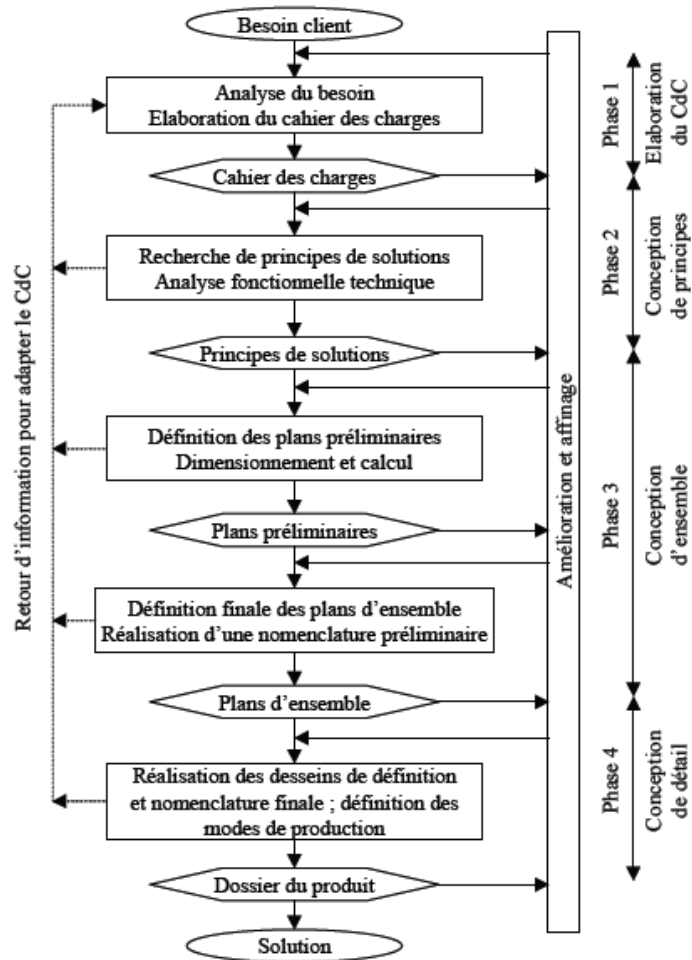 Besoin client
Analyse du besoin
Elaboration du cahier des charges
Cahier des charges
Recherche de principes de solutions
Analyse fonctionnelle technique
Principes de solutions
Définition des plans préliminaires
Dimensionnement et calcul
Plans préliminaires
Définition finale des plans d'ensemble
Réalisation d'une nomenclature préliminaire
Plans d'ensemble
Réalisation des desseins de définition
et nomenclature finale ; définition des
modes de production
Dossier du produit
Solution
Retour d'information pour adapter le CdC
Amélioration et affinage
Phase 1
Elaboration
du CdC
Phase 2
Conception
de principes
Phase 3
Conception
d'ensemble
Phase 4
Conception
de détail